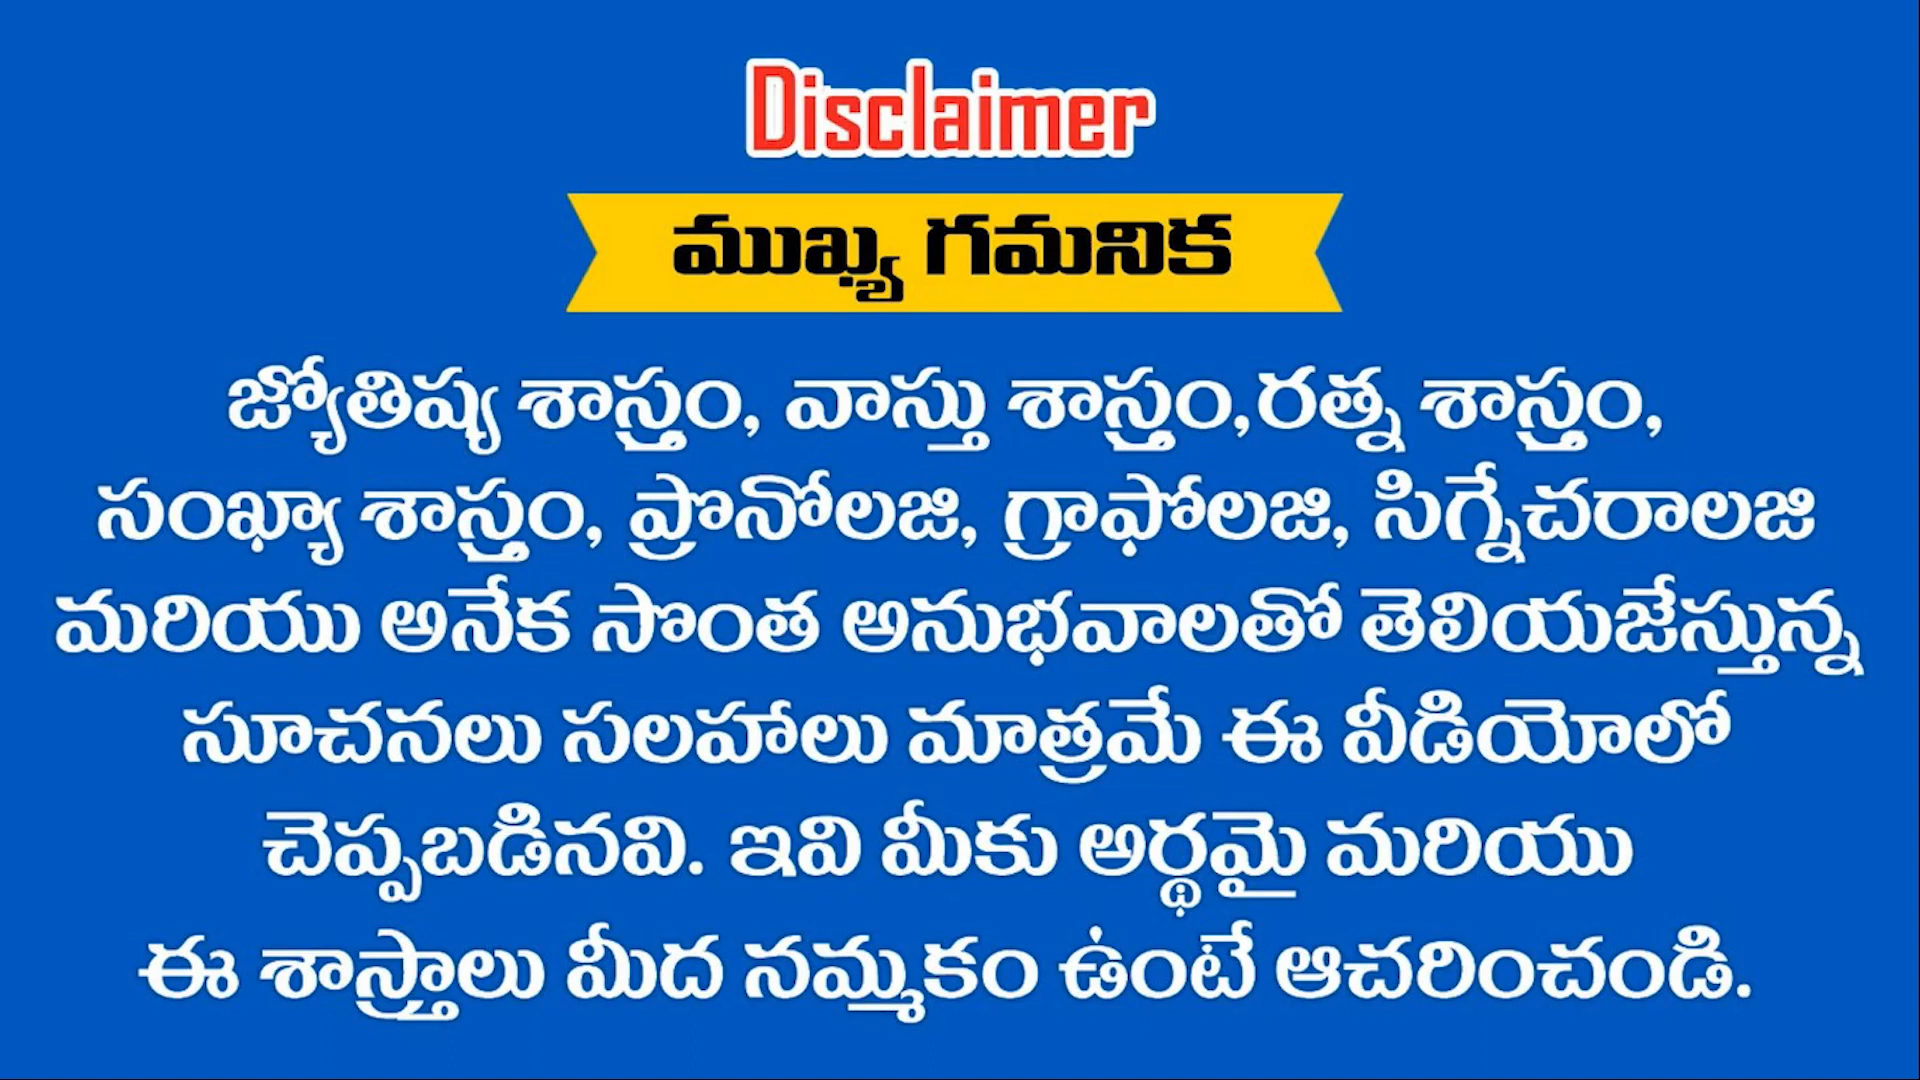 Disclaimer
ముఖ్య గమనిక
జ్యోతిష్య శాస్త్రం, వాస్తు శాస్త్రం,రత్న శాస్త్రం,
సంఖ్యా శాస్త్రం, ప్రొనోలజి, గ్రాఫోలజి, సిగ్నేచరాలజి
మరియు అనేక సొంత అనుభవాలతో తెలియజేస్తున్న
సూచనలు సలహాలు మాత్రమే ఈ వీడియోలో
చెప్పబడినవి. ఇవి మీకు అర్థమై మరియు
ఈ శాస్త్రాలు మీద నమ్మకం ఉంటే ఆచరించండి.